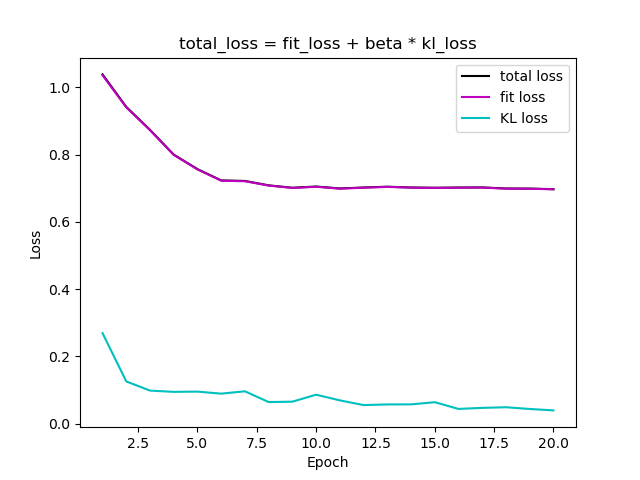 total_loss = fit_loss + beta * kl_loss
total loss
fit loss
KL loss
Loss
1.0
0.8
0.6
0.4
0.2
0.0
2.5 5.0 7.5 10.0 12.5 15.0 17.5 20.0
Epoch